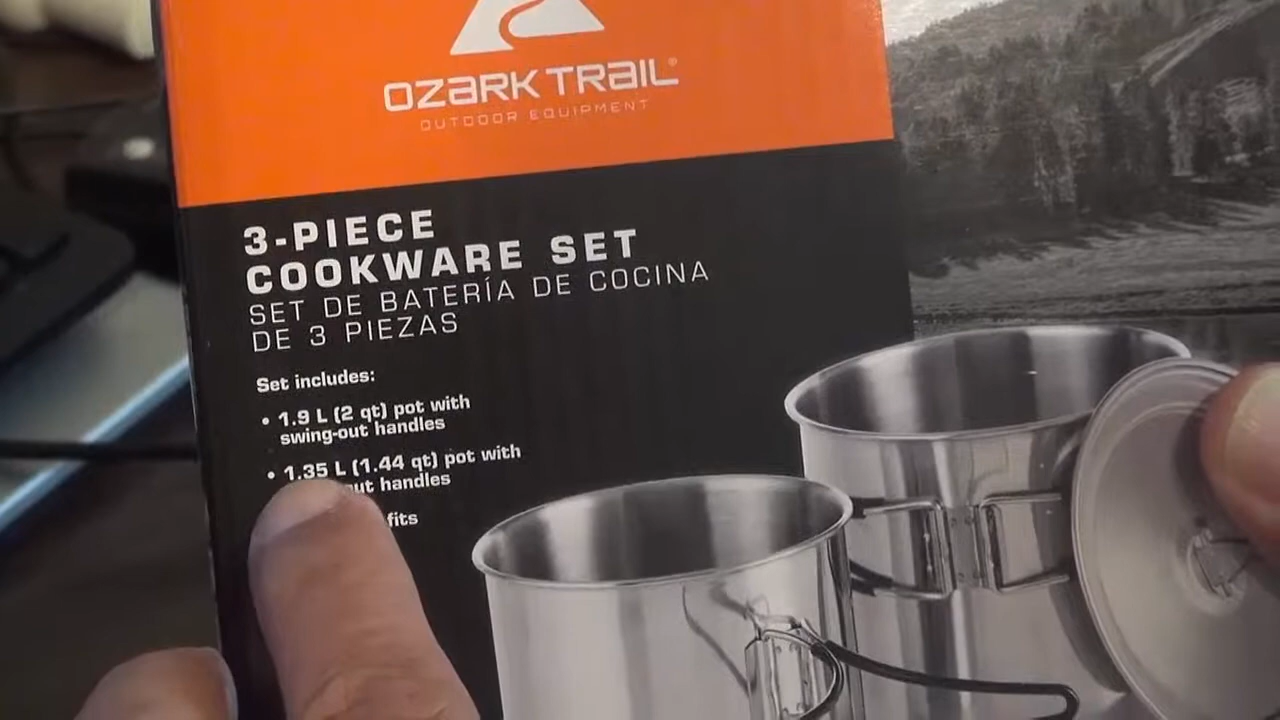 OZARK TRAIL®
OUTDOOR EQUIPMENT
3-PIECE
COOKWARE SET
SET DE BATERÍA DE COCINA
DE 3 PIEZAS
Set includes:
• 1.9 L (2 qt) pot with
swing-out handles
• 1.35 L (1.44 qt) pot with
out handles
fits